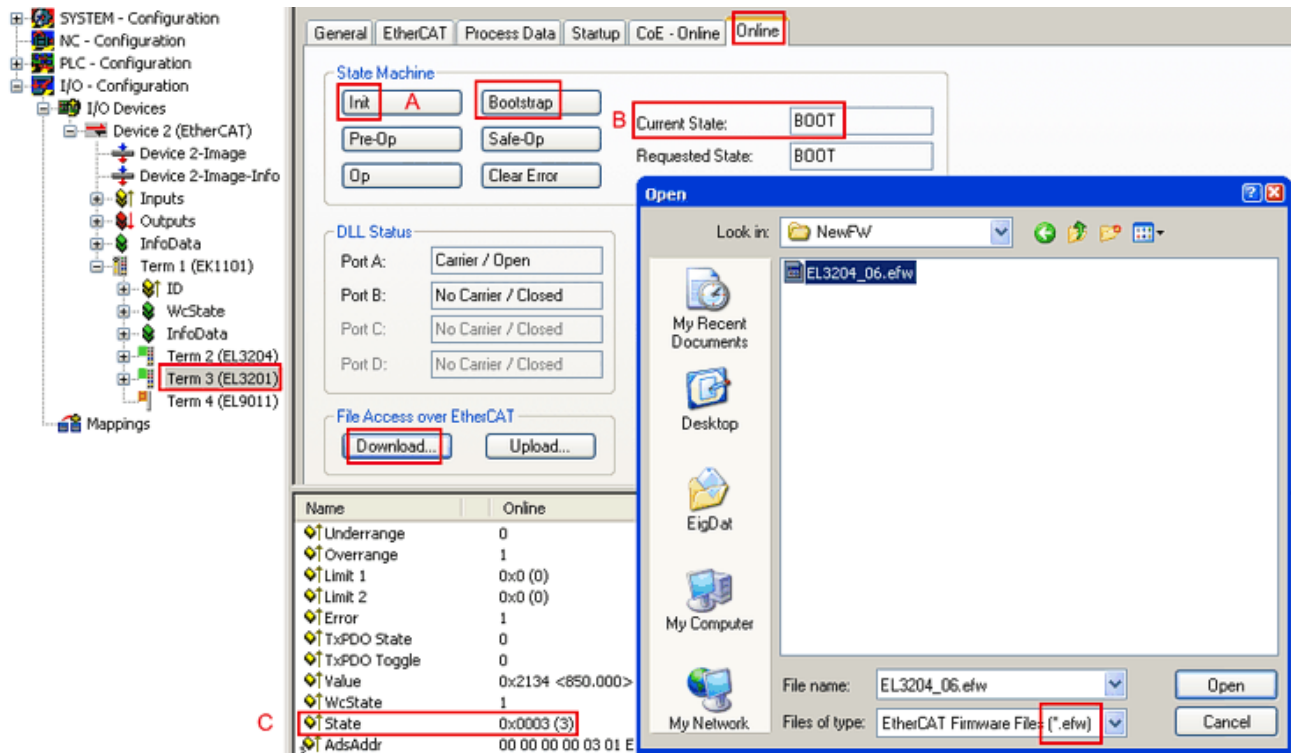 SYSTEM - Configuration
NC - Configuration
PLC - Configuration
I/O - Configuration
I/O Devices
Device 2 (EtherCAT)
Device 2-Image
Device 2-Image-Info
Inputs
Outputs
InfoData
Term 1 (EK1101)
ID
WcState
InfoData
Term 2 (EL3204)
Term 3 (EL3201)
Term 4 (EL9011)
Mappings
General EtherCAT Process Data Startup CoE - Online Online
State Machine
Init A Bootstrap
Pre-Op Safe-Op
Op Clear Error
B Current State: BOOT
Requested State: BOOT
DLL Status
Port A: Carrier / Open
Port B: No Carrier / Closed
Port C: No Carrier / Closed
Port D: No Carrier / Closed
File Access over EtherCAT
Download... Upload...
Name Online
Underrange 0
Overrange 1
Limit 1 0x0 (0)
Limit 2 0x0 (0)
Error 1
TxPDO State 0
TxPDO Toggle 0
Value 0x2134 <850.000>
WcState 1
C State 0x0003 (3)
AdsAddr 00 00 00 00 03 01 E
Open
Look in: NewFW
EL3204_06.efw
My Recent
Documents
Desktop
EigDat
My Computer
My Network
File name: EL3204_06.efw Open
Files of type: EtherCAT Firmware Files (*.efw) Cancel